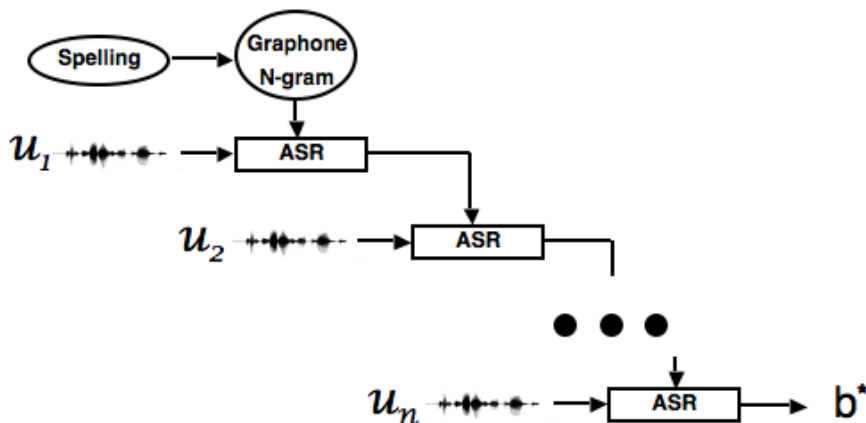 Spelling
Graphone
N-gram
u1
ASR
u2
ASR
un
ASR
b*